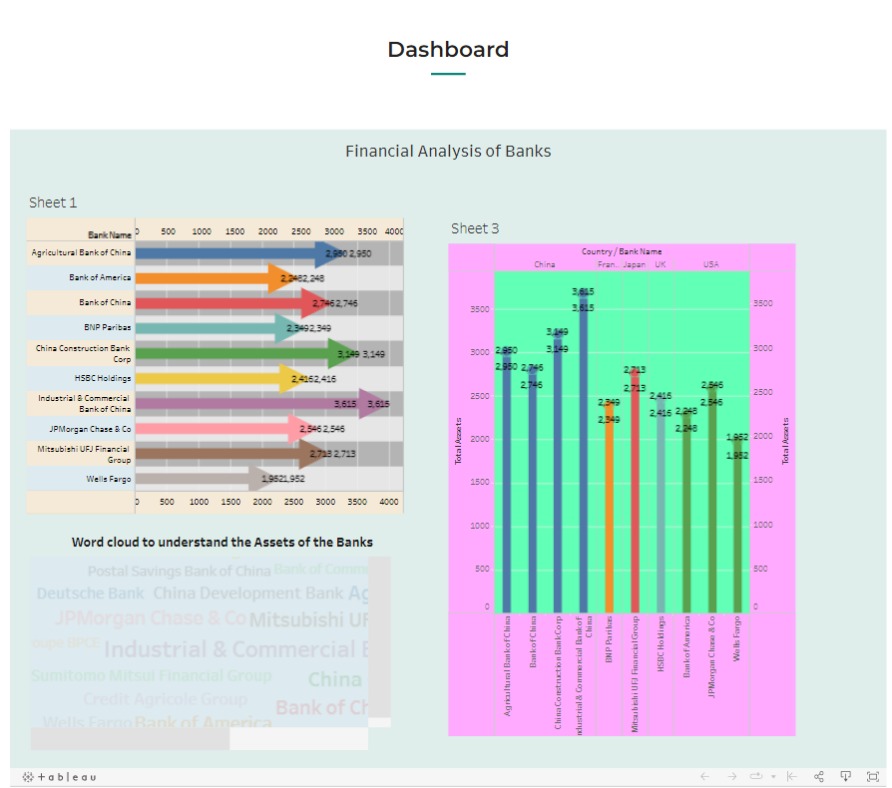 Dashboard
Financial Analysis of Banks
Sheet 1
Bank Name
0 500 1000 1500 2000 2500 3000 3500 4000
Agricultural Bank of China 2,950 2,950
Bank of America 2,248 2,248
Bank of China 2,746 2,746
BNP Paribas 2,349 2,349
China Construction Bank
Corp 3,149 3,149
HSBC Holdings 2,416 2,416
Industrial & Commercial
Bank of China 3,615 3,615
JPMorgan Chase & Co 2,546 2,546
Mitsubishi UFJ Financial
Group 2,713 2,713
Wells Fargo 1,952 1,952
0 500 1000 1500 2000 2500 3000 3500 4000
Word cloud to understand the Assets of the Banks
Postal Savings Bank of China Bank of Comm
Deutsche Bank China Development Bank Ag
JPMorgan Chase & Co Mitsubishi UF
oupe BPCE Industrial & Commercial B
Sumitomo Mitsui Financial Group China
Credit Agricole Group Bank of Ch
Wells Fargo Bank of America
Sheet 3
Country / Bank Name
China Fran.. Japan UK USA
Total Assets
3500
3000
2500
2000
1500
1000
500
0
2,950
2,950
2,746
2,746
3,149
3,149
3,615
3,615
2,349
2,349
2,713
2,713
2,416
2,416
2,248
2,248
2,546
2,546
1,952
1,952
3500
3000
2500
2000
1500
1000
500
0
Total Assets
Agricultural Bank of China
Bank of China
China Construction Bank Corp
Industrial & Commercial Bank of
China
BNP Paribas
Mitsubishi UFJ Financial Group
HSBC Holdings
Bank of America
JPMorgan Chase & Co
Wells Fargo
+ableau